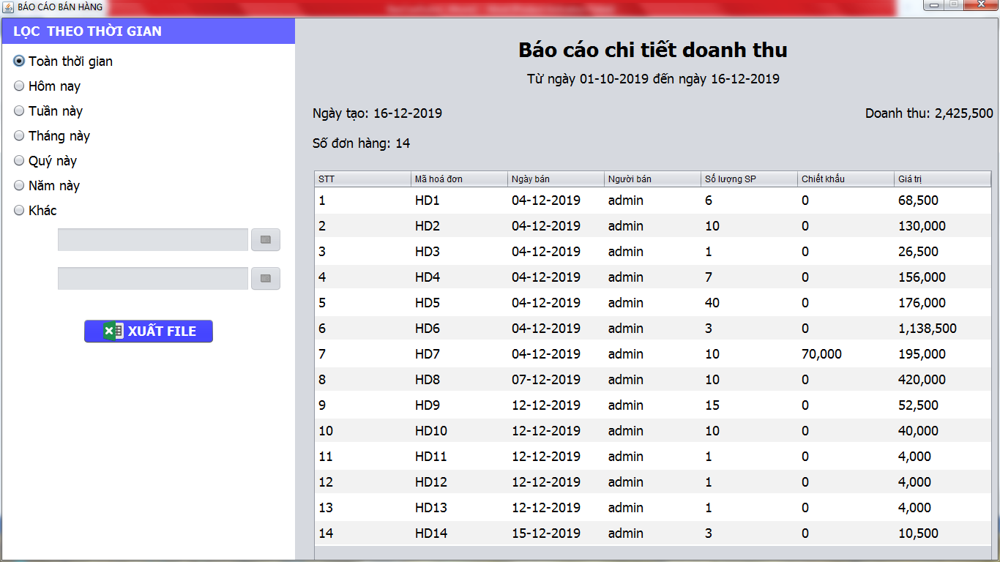 BÁO CÁO BÁN HÀNG
LỌC THEO THỜI GIAN
Toàn thời gian
Hôm nay
Tuần này
Tháng này
Quý này
Năm này
Khác
XUẤT FILE
Báo cáo chi tiết doanh thu
Từ ngày 01-10-2019 đến ngày 16-12-2019
Ngày tạo: 16-12-2019 Doanh thu: 2,425,500
Số đơn hàng: 14
STT Mã hoá đơn Ngày bán Người bán Số lượng SP Chiết khấu Giá trị
1 HD1 04-12-2019 admin 6 0 68,500
2 HD2 04-12-2019 admin 10 0 130,000
3 HD3 04-12-2019 admin 1 0 26,500
4 HD4 04-12-2019 admin 7 0 156,000
5 HD5 04-12-2019 admin 40 0 176,000
6 HD6 04-12-2019 admin 3 0 1,138,500
7 HD7 04-12-2019 admin 10 70,000 195,000
8 HD8 07-12-2019 admin 10 0 420,000
9 HD9 12-12-2019 admin 15 0 52,500
10 HD10 12-12-2019 admin 10 0 40,000
11 HD11 12-12-2019 admin 1 0 4,000
12 HD12 12-12-2019 admin 1 0 4,000
13 HD13 12-12-2019 admin 1 0 4,000
14 HD14 15-12-2019 admin 3 0 10,500